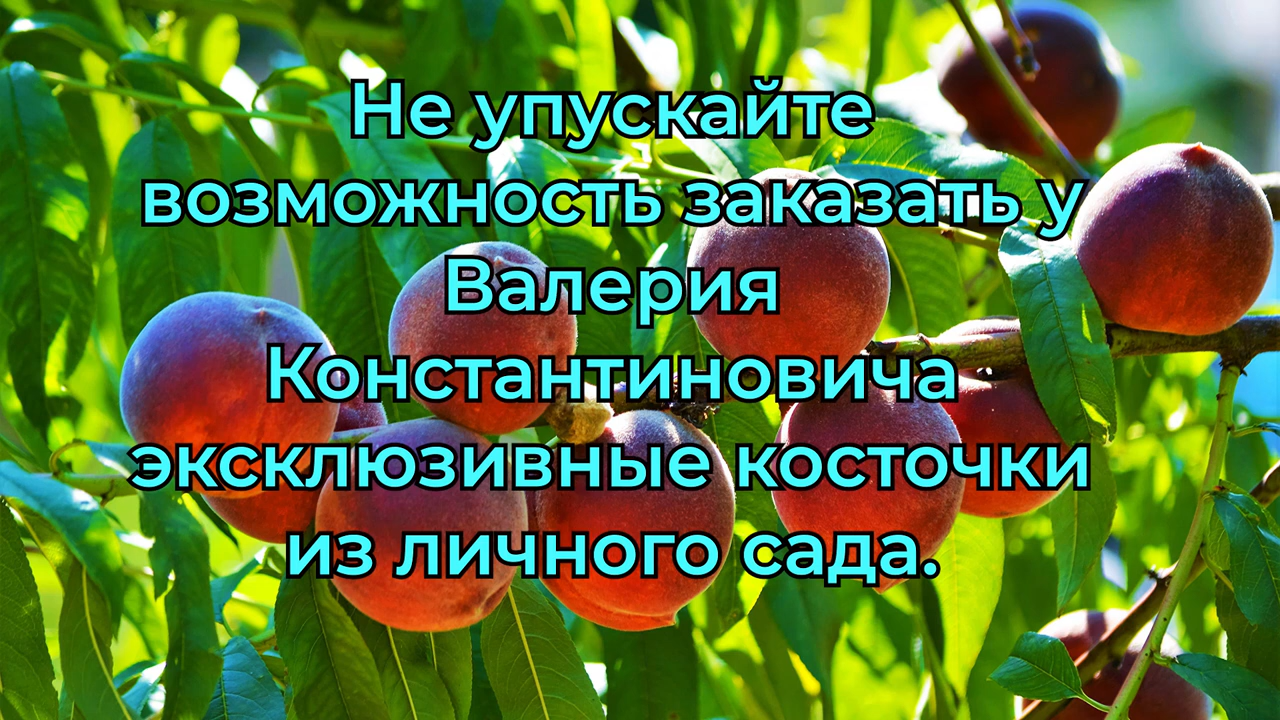 Не упускайте
возможность заказать у
Валерия
Константиновича
эксклюзивные косточки
из личного сада.